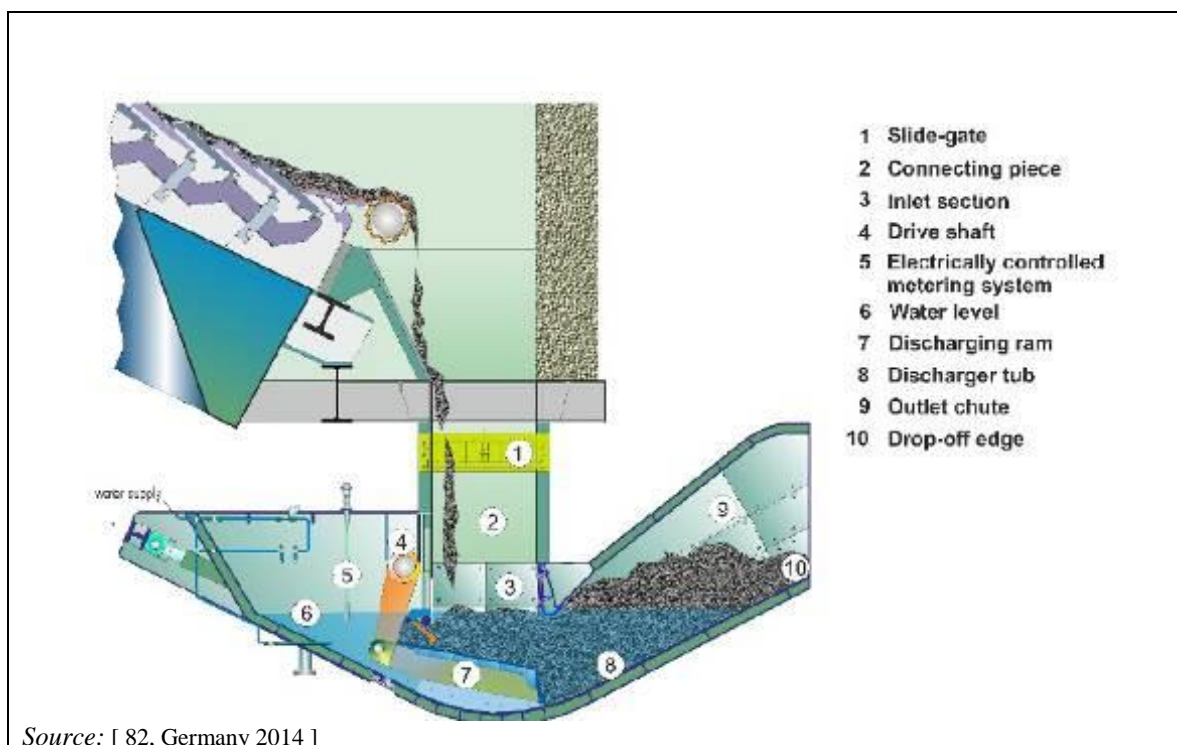 1 Slide-gate
2 Connecting piece
3 Inlet section
4 Drive shaft
5 Electrically controlled
metering system
6 Water level
7 Discharging ram
8 Discharger tub
9 Outlet chute
10 Drop-off edge
1
water supply
2
9
4
5
3
10
6
7
8
Source: [ 82, Germany 2014 ]